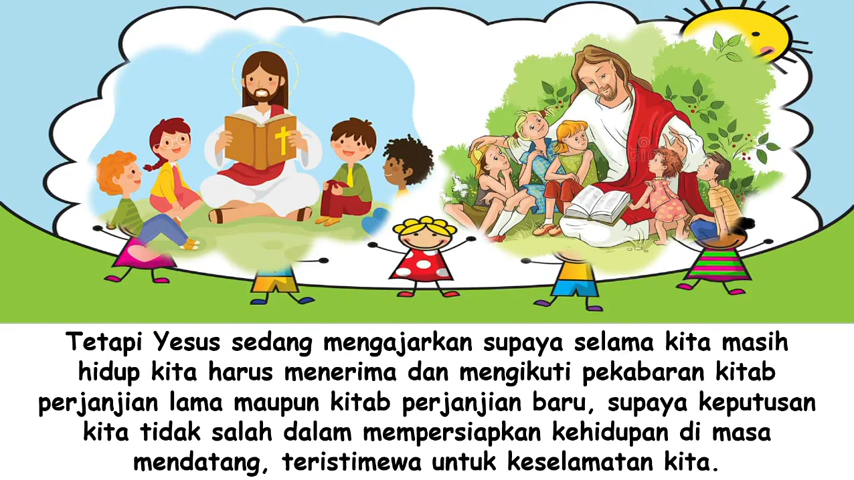 Tetapi Yesus sedang mengajarkan supaya selama kita masih
hidup kita harus menerima dan mengikuti pekabaran kitab
perjanjian lama maupun kitab perjanjian baru, supaya keputusan
kita tidak salah dalam mempersiapkan kehidupan di masa
mendatang, teristimewa untuk keselamatan kita.